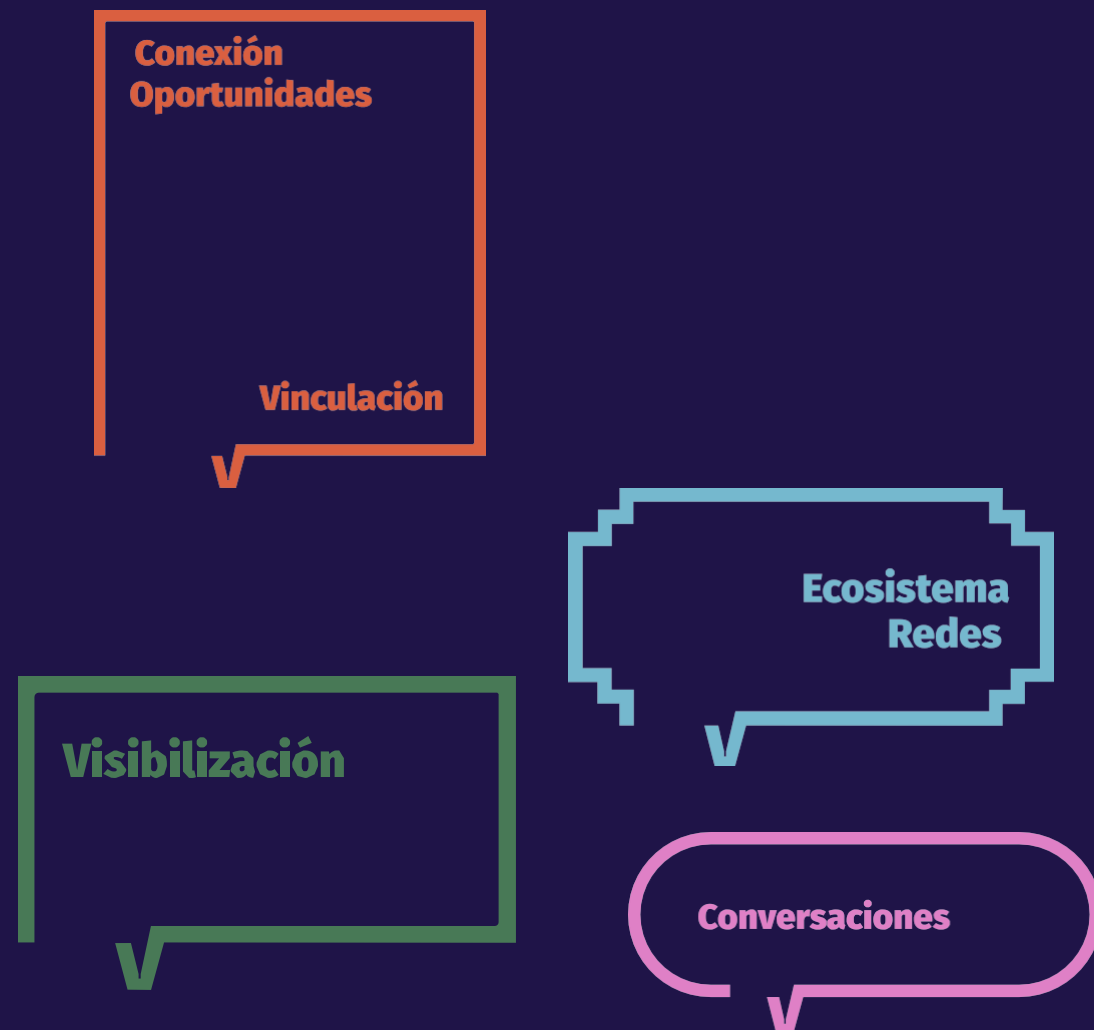 Conexión
Oportunidades
Vinculación
Ecosistema
Redes
Visibilización
Conversaciones